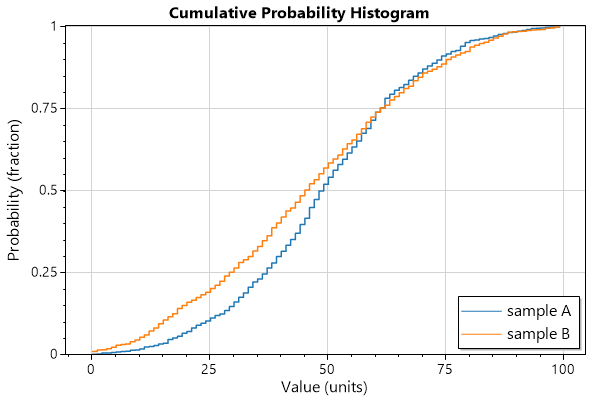 Cumulative Probability Histogram
Probability (fraction)
1
0.75
0.5
0.25
0
0 25 50 75 100
Value (units)
sample A
sample B